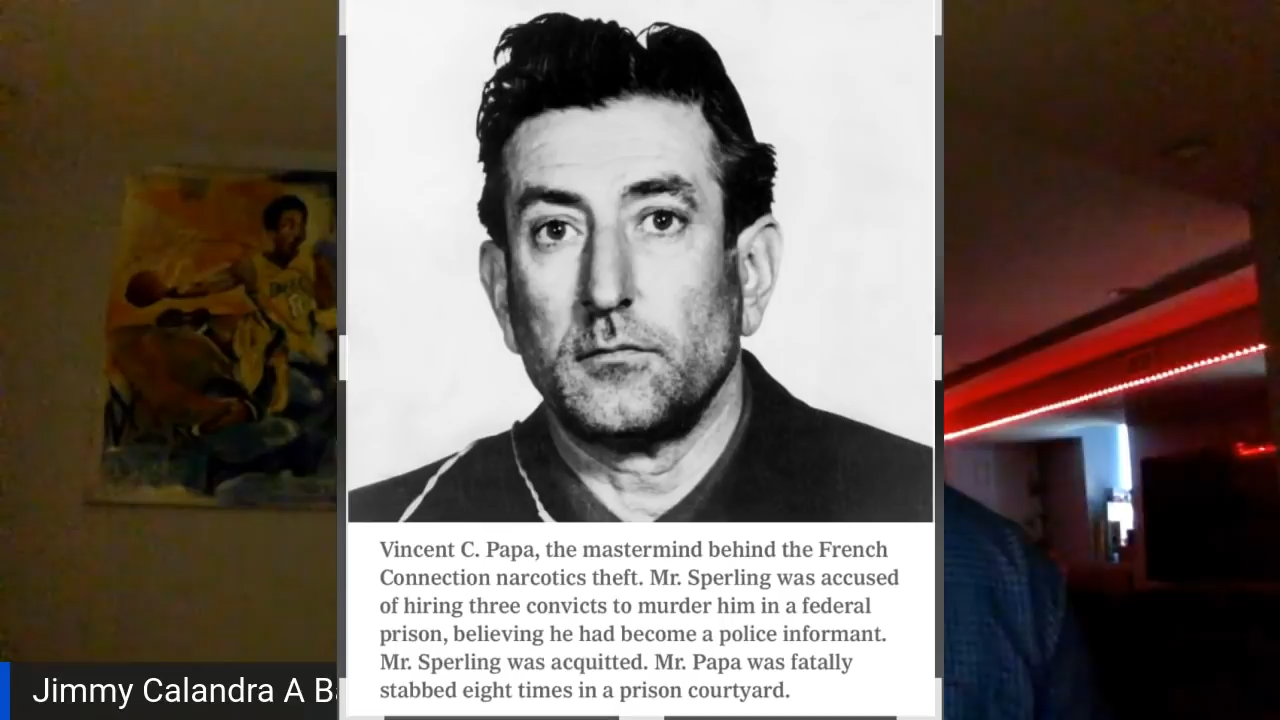 Vincent C. Papa, the mastermind behind the French
Connection narcotics theft. Mr. Sperling was accused
of hiring three convicts to murder him in a federal
prison, believing he had become a police informant.
Mr. Sperling was acquitted. Mr. Papa was fatally
stabbed eight times in a prison courtyard.
Jimmy Calandra A